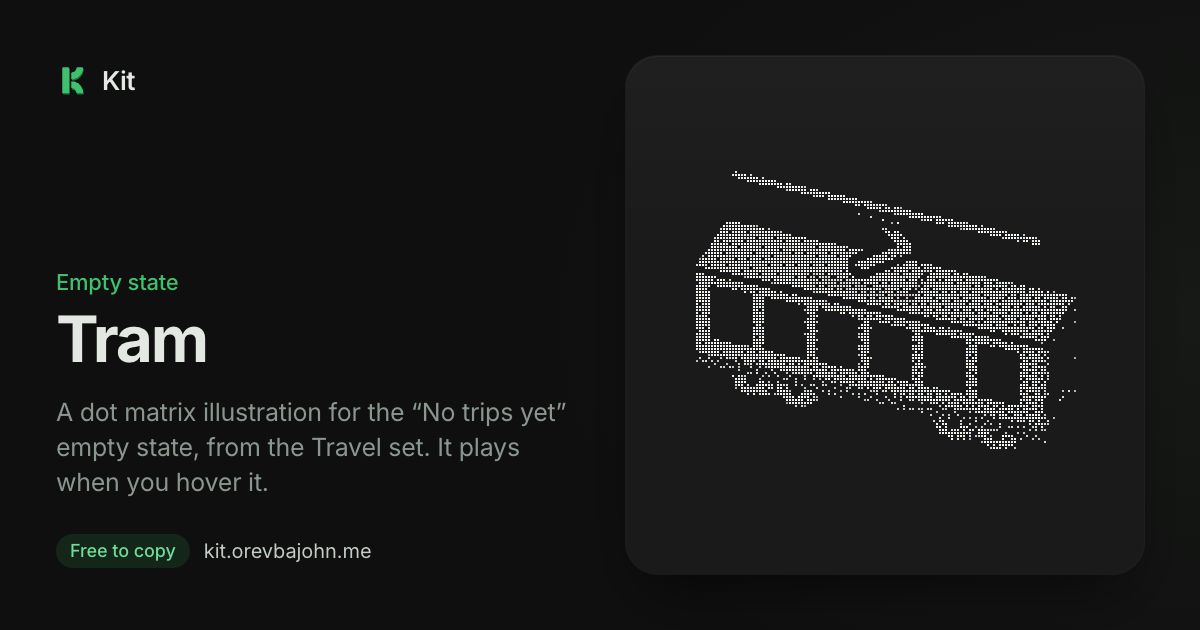 Kit
Empty state
Tram
A dot matrix illustration for the “No trips yet”
empty state, from the Travel set. It plays
when you hover it.
Free to copy
kit.orevbajohn.me